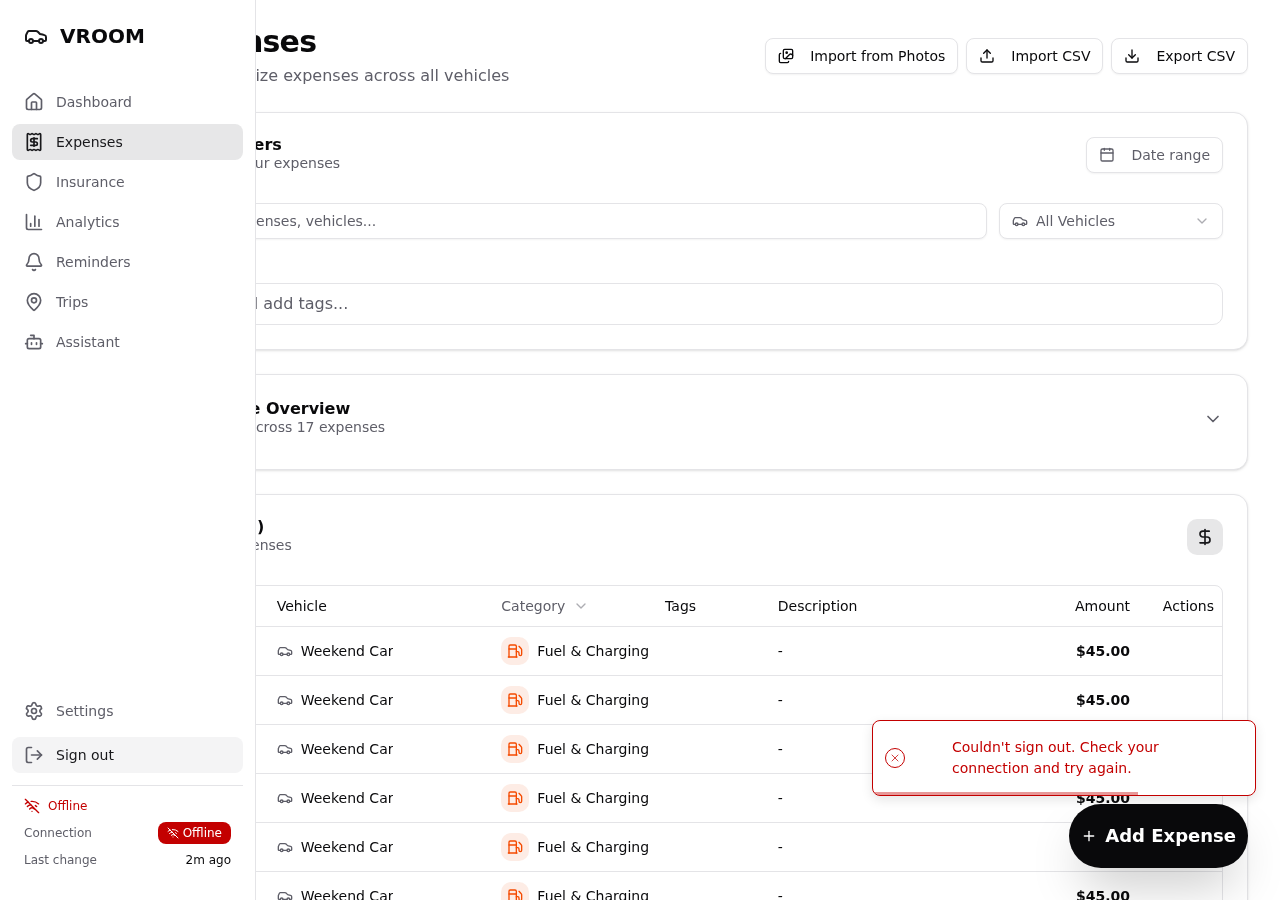 VROOM
Dashboard
Expenses
Insurance
Analytics
Reminders
Trips
Assistant
Settings
Sign out
Offline
Connection
Offline
Last change
2m ago
nses
ize expenses across all vehicles
Import from Photos
Import CSV
Export CSV
ers
ur expenses
Date range
enses, vehicles...
All Vehicles
add tags...
e Overview
cross 17 expenses
)
enses
Vehicle Category Tags Description Amount Actions
Weekend Car Fuel & Charging - $45.00
Weekend Car Fuel & Charging - $45.00
Weekend Car Fuel & Charging -
Weekend Car Fuel & Charging - $45.00
Weekend Car Fuel & Charging -
Weekend Car Fuel & Charging - $45.00
Couldn't sign out. Check your
connection and try again.
+ Add Expense